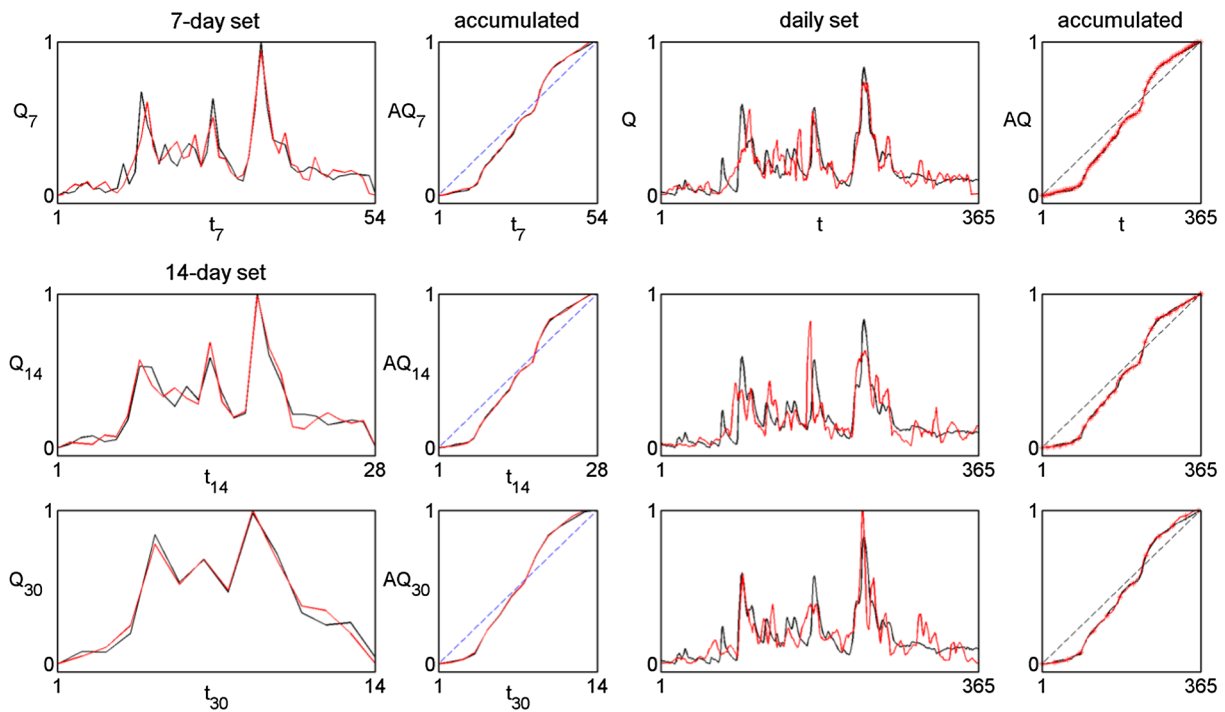 7-day set accumulated daily set accumulated
1 1 1 1
Q7 AQ7 Q AQ
0 0 0 0
1 54 1 54 1 365 1 365
t7 t7 t t
14-day set
1 1 1 1
Q14 AQ14
0 0 0 0
1 28 1 28 1 365 1 365
t14 t14
1 1 1 1
Q30 AQ30
0 0 0 0
1 14 1 14 1 365 1 365
t30 t30